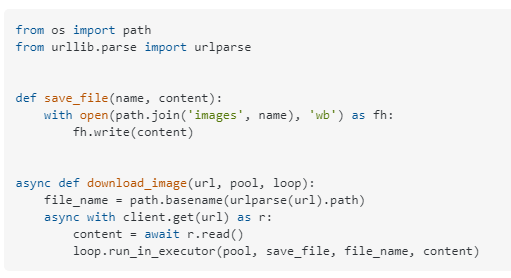 from os import path
from urllib.parse import urlparse
def save_file(name, content):
    with open(path.join('images', name), 'wb') as fh:
        fh.write(content)
async def download_image(url, pool, loop):
    file_name = path.basename(urlparse(url).path)
    async with client.get(url) as r:
        content = await r.read()
        loop.run_in_executor(pool, save_file, file_name, content)